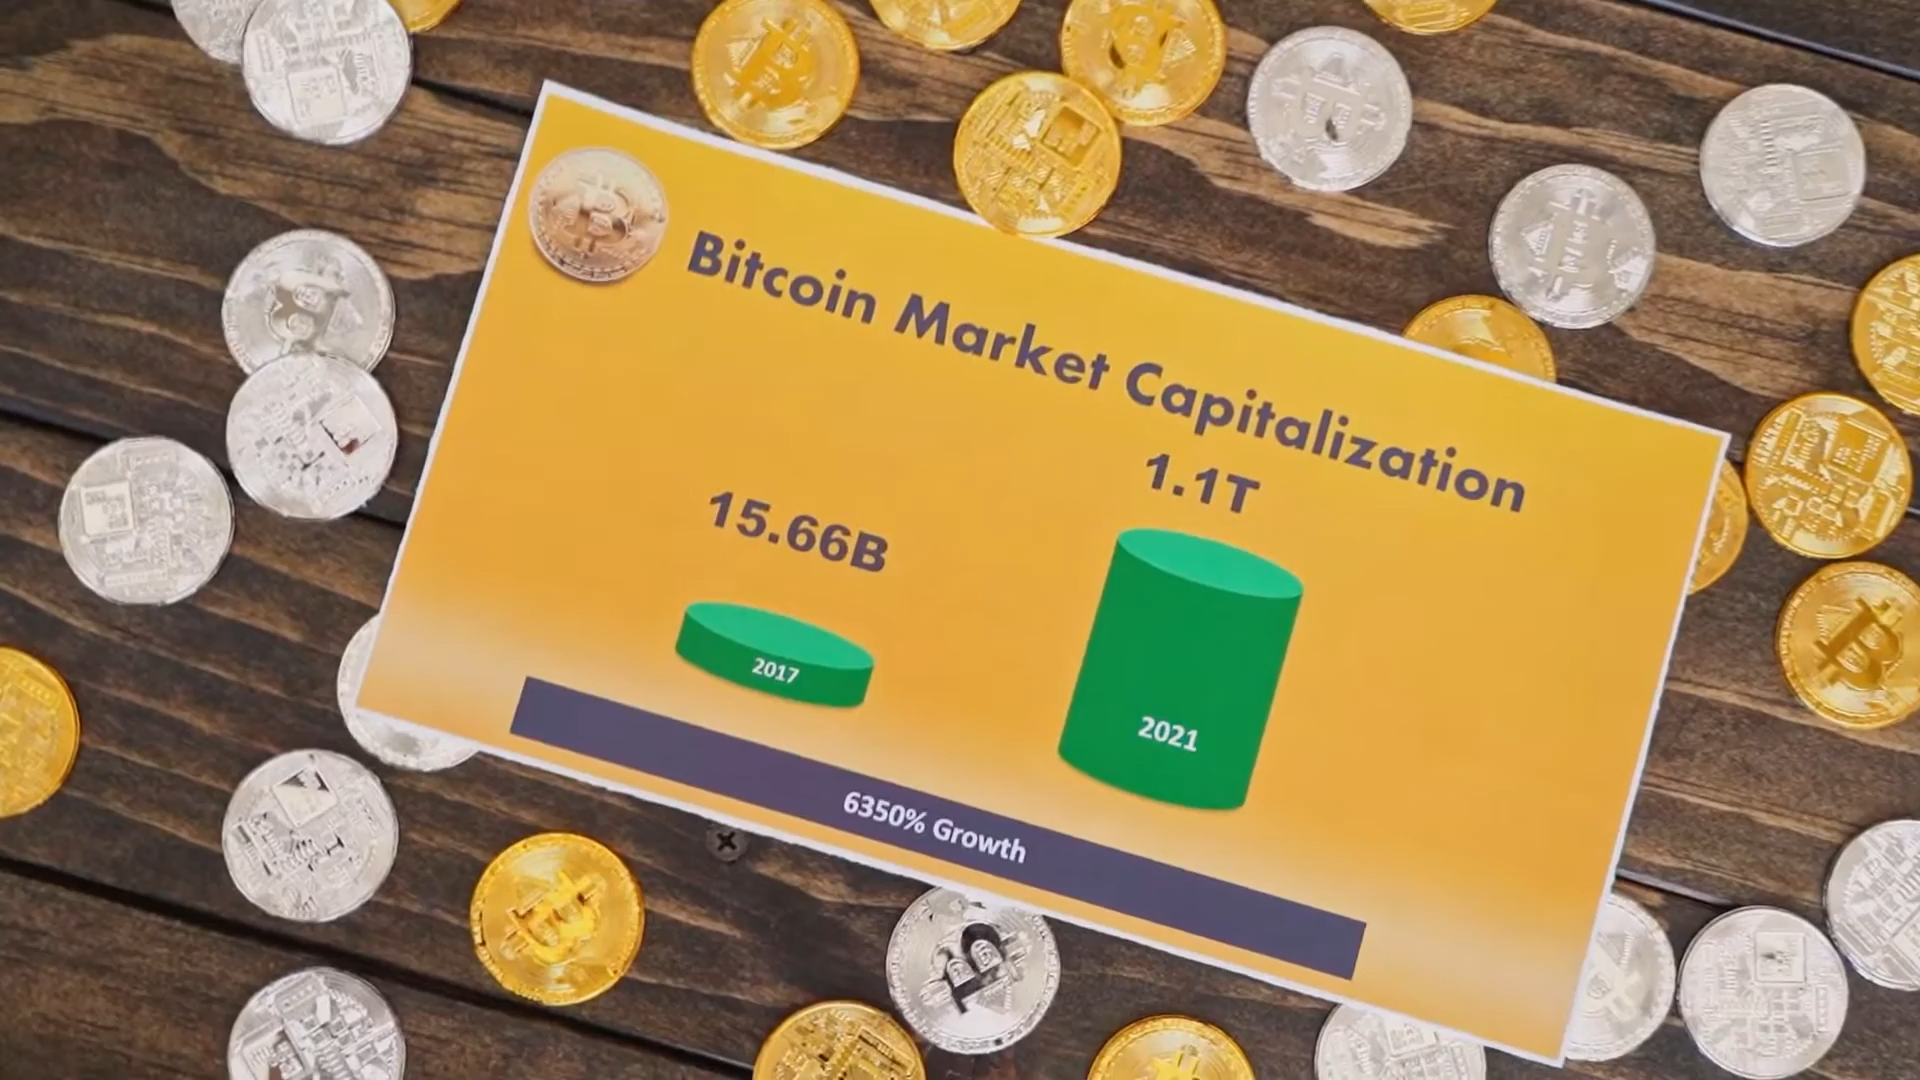 Bitcoin Market Capitalization
15.66B
1.1T
2017
2021
6350% Growth